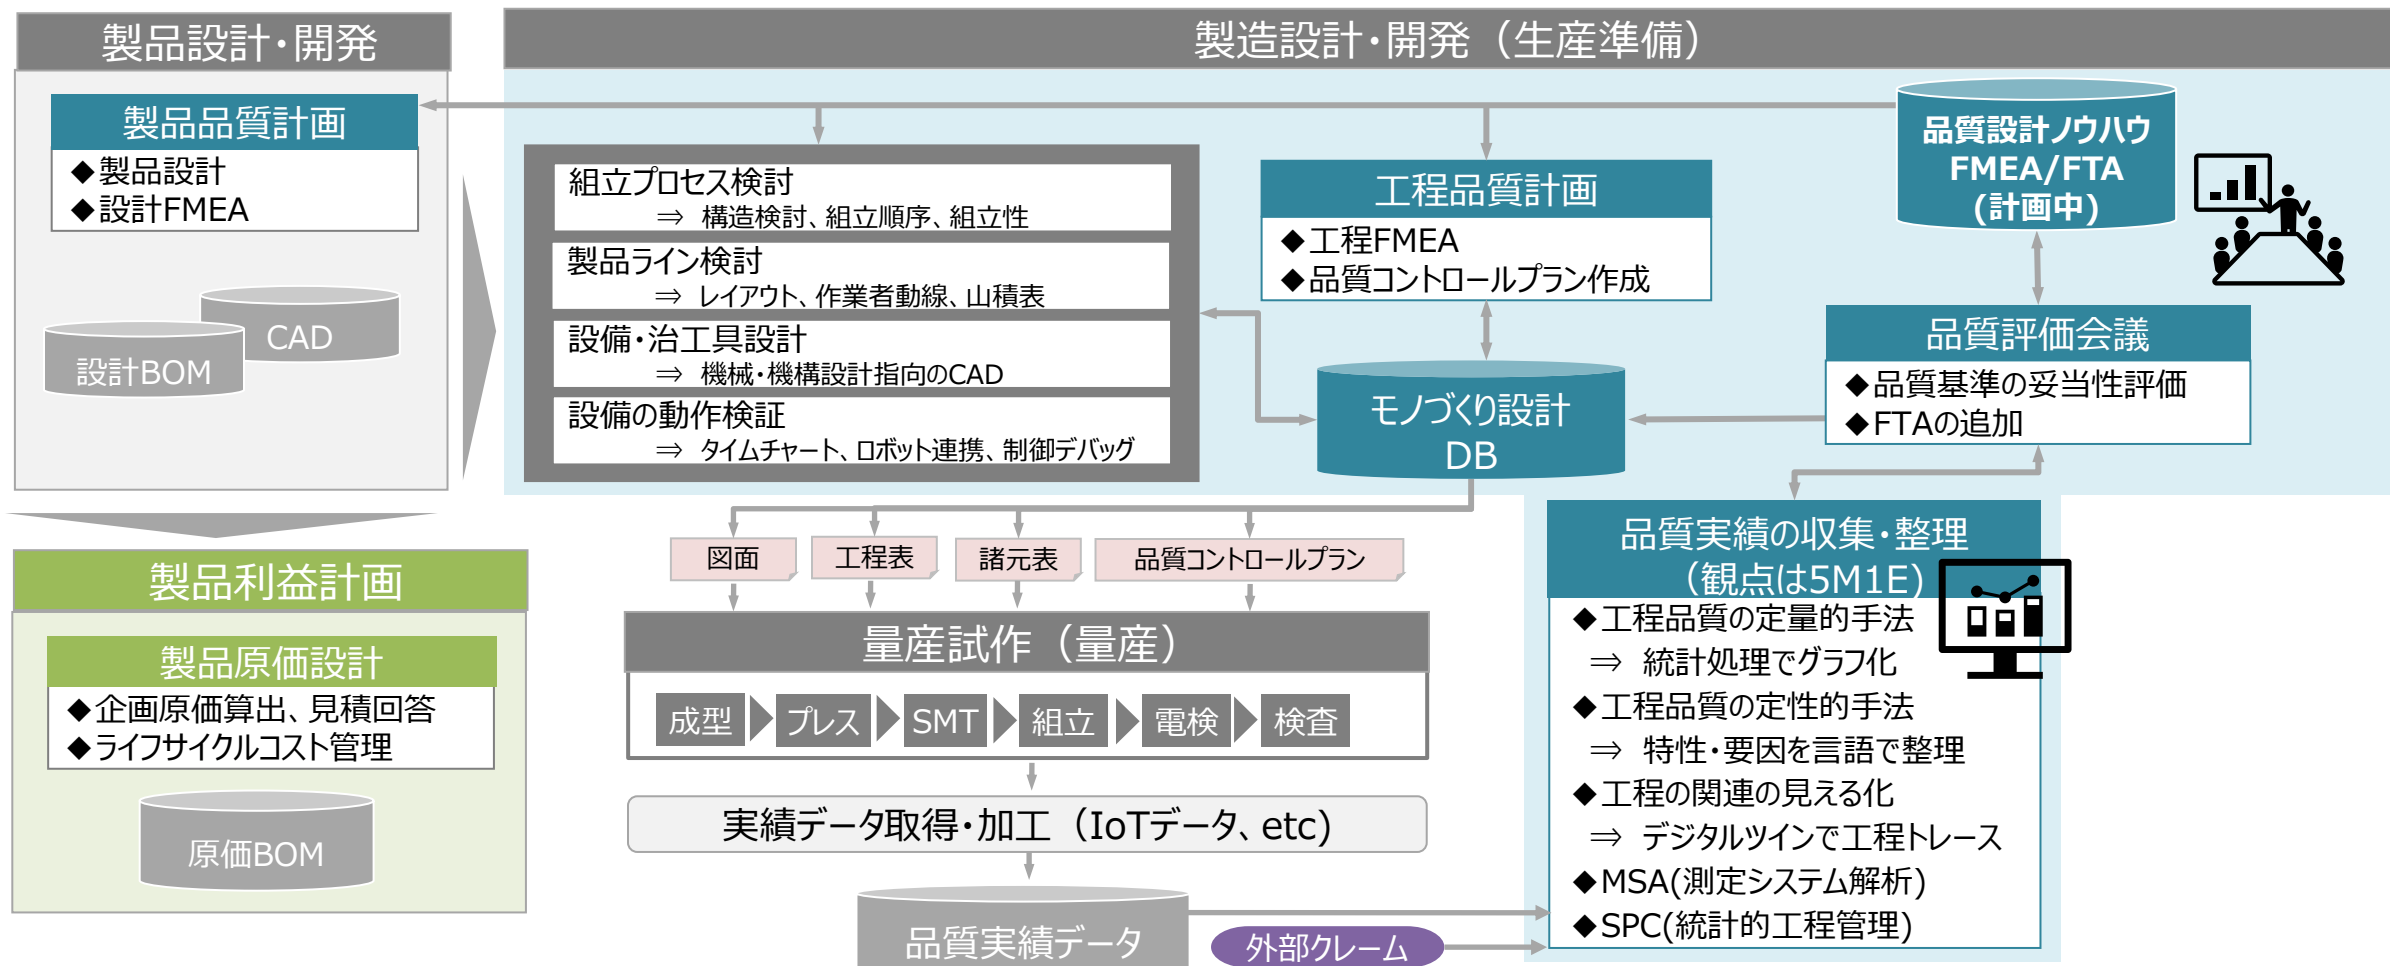 製品設計・開発
製品品質計画
◆製品設計
◆設計FMEA
CAD
設計BOM
製品利益計画
製品原価設計
◆企画原価算出、見積回答
◆ライフサイクルコスト管理
原価BOM
製造設計・開発（生産準備）
組立プロセス検討
⇒ 構造検討、組立順序、組立性
製品ライン検討
⇒ レイアウト、作業者動線、山積表
設備・治工具設計
⇒ 機械・機構設計指向のCAD
設備の動作検証
⇒ タイムチャート、ロボット連携、制御デバッグ
工程品質計画
◆工程FMEA
◆品質コントロールプラン作成
モノづくり設計
DB
品質設計ノウハウ
FMEA/FTA
(計画中)
品質評価会議
◆品質基準の妥当性評価
◆FTAの追加
図面
工程表
諸元表
品質コントロールプラン
量産試作（量産）
成型
プレス
SMT
組立
電検
検査
実績データ取得・加工（IoTデータ、etc)
品質実績データ
外部クレーム
品質実績の収集・整理
（観点は5M1E)
◆工程品質の定量的手法
⇒ 統計処理でグラフ化
◆工程品質の定性的手法
⇒ 特性・要因を言語で整理
◆工程の関連の見える化
⇒ デジタルツインで工程トレース
◆MSA(測定システム解析)
◆SPC(統計的工程管理)